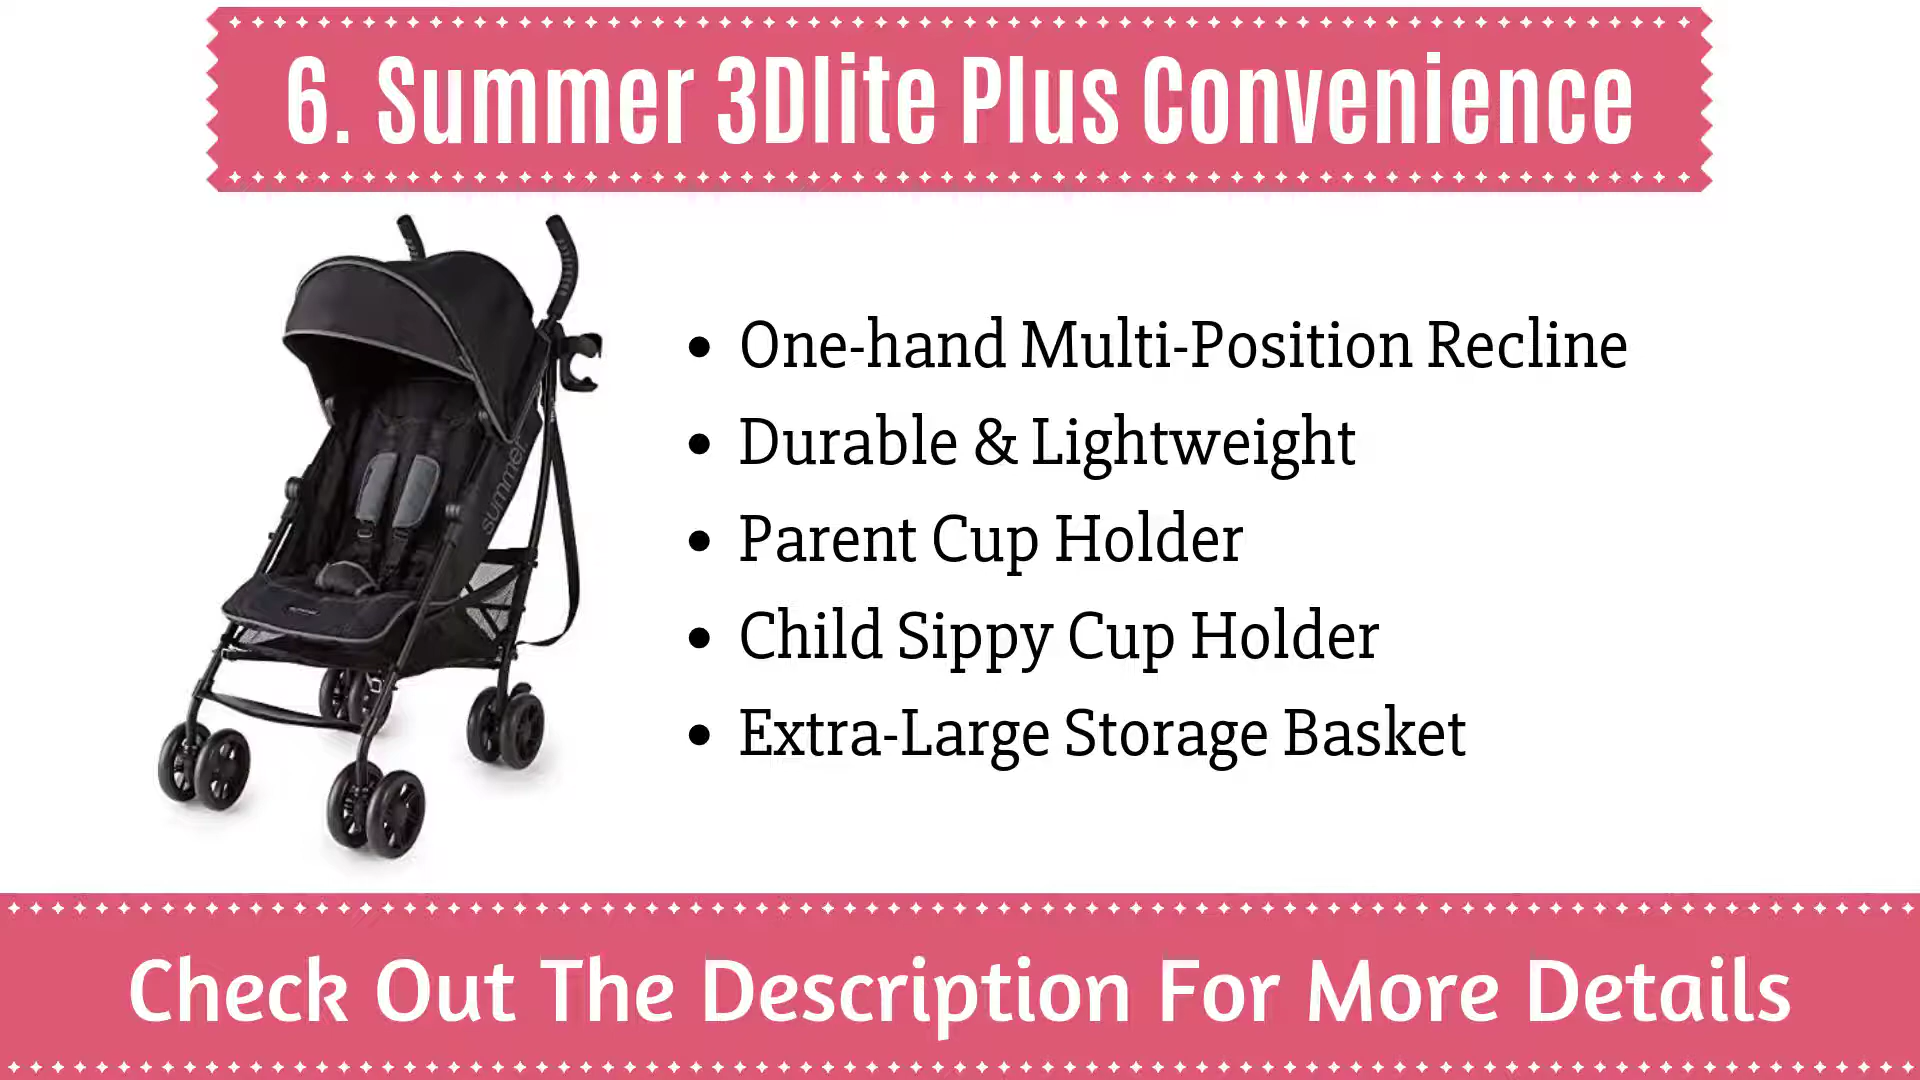 6. Summer 3Dlite Plus Convenience
summer
• One-hand Multi-Position Recline
• Durable & Lightweight
• Parent Cup Holder
• Child Sippy Cup Holder
• Extra-Large Storage Basket
Check Out The Description For More Details